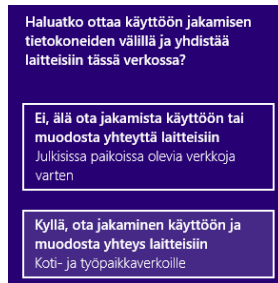 Haluatko ottaa käyttöön jakamisen
tietokoneiden välillä ja yhdistää
laitteisiin tässä verkossa?
Ei, älä ota jakamista käyttöön tai
muodosta yhteyttä laitteisiin
Julkisissa paikoissa olevia verkkoja
varten
Kyllä, ota jakaminen käyttöön ja
muodosta yhteys laitteisiin
Koti- ja työpaikkaverkoille